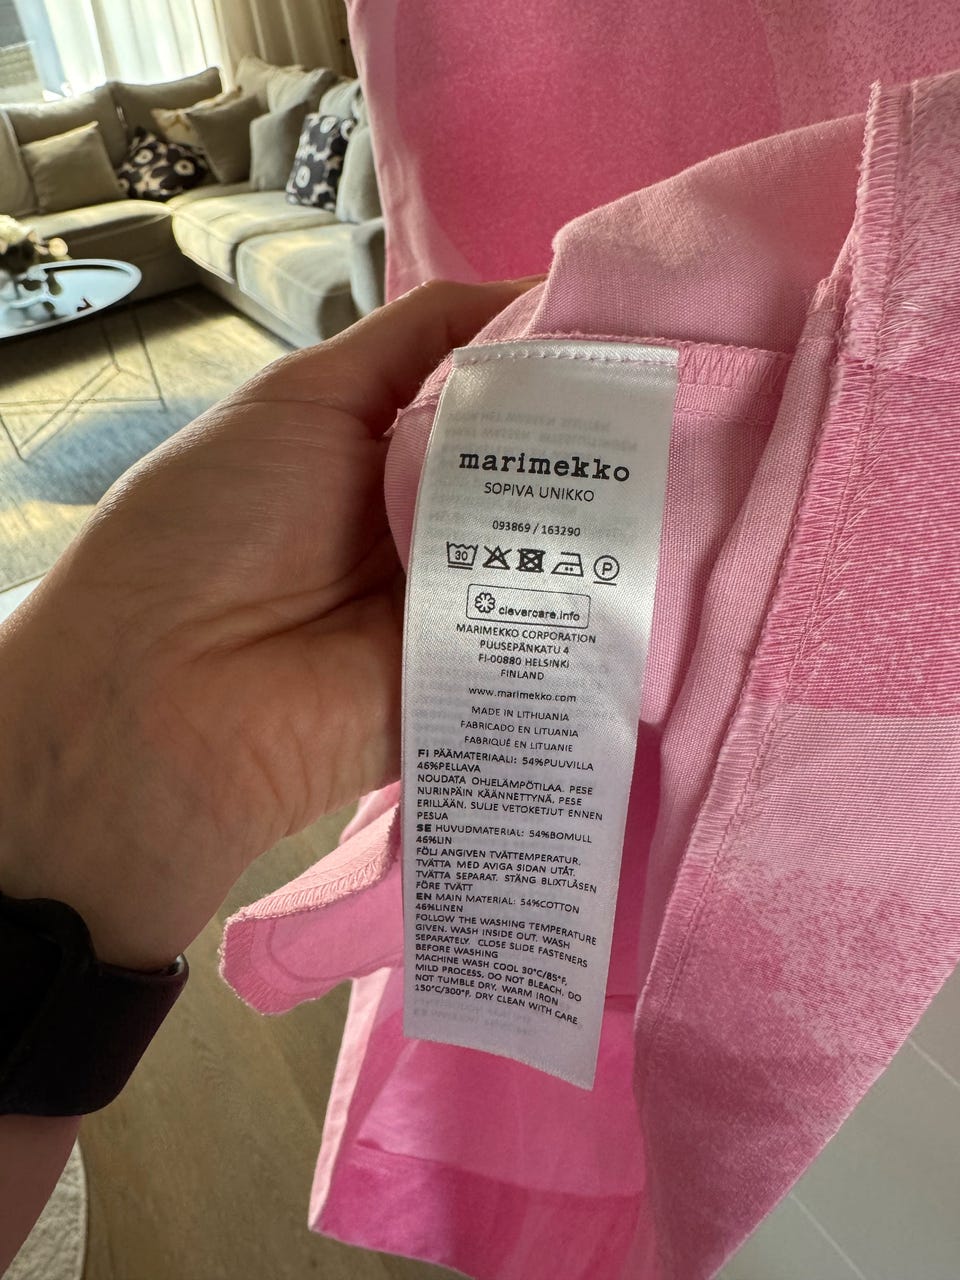 marimekko
SOPIVA UNIKKO
093869 / 163290
30 P
clevercare.info
MARIMEKKO CORPORATION
PUUSEPÄNKATU 4
FI-00880 HELSINKI
FINLAND
www.marimekko.com
MADE IN LITHUANIA
FABRICADO EN LITUANIA
FABRIQUÉ EN LITUANIE
FI PÄÄMATERIAALI: 54%PUUVILLA
46%PELLAVA
NOUDATA OHJELÄMPÖTILAA. PESE
NURINPÄIN KÄÄNNETTYNÄ, PESE
ERILLÄÄN. SULJE VETOKETJUT ENNEN
PESUA
SE HUVUDMATERIAL: 54%BOMULL
46%LIN
FÖLJ ANGIVEN TVÄTTEMPERATUR.
TVÄTTA MED AVIGA SIDAN UTÅT.
TVÄTTA SEPARAT. STÄNG BLIXTLÅSEN
FÖRE TVÄTT
EN MAIN MATERIAL: 54%COTTON
46%LINEN
FOLLOW THE WASHING TEMPERATURE
GIVEN. WASH INSIDE OUT. WASH
SEPARATELY. CLOSE SLIDE FASTENERS
BEFORE WASHING
MACHINE WASH COOL 30°C/85°F,
MILD PROCESS. DO NOT BLEACH. DO
NOT TUMBLE DRY. WARM IRON
150°C/300°F. DRY CLEAN WITH CARE